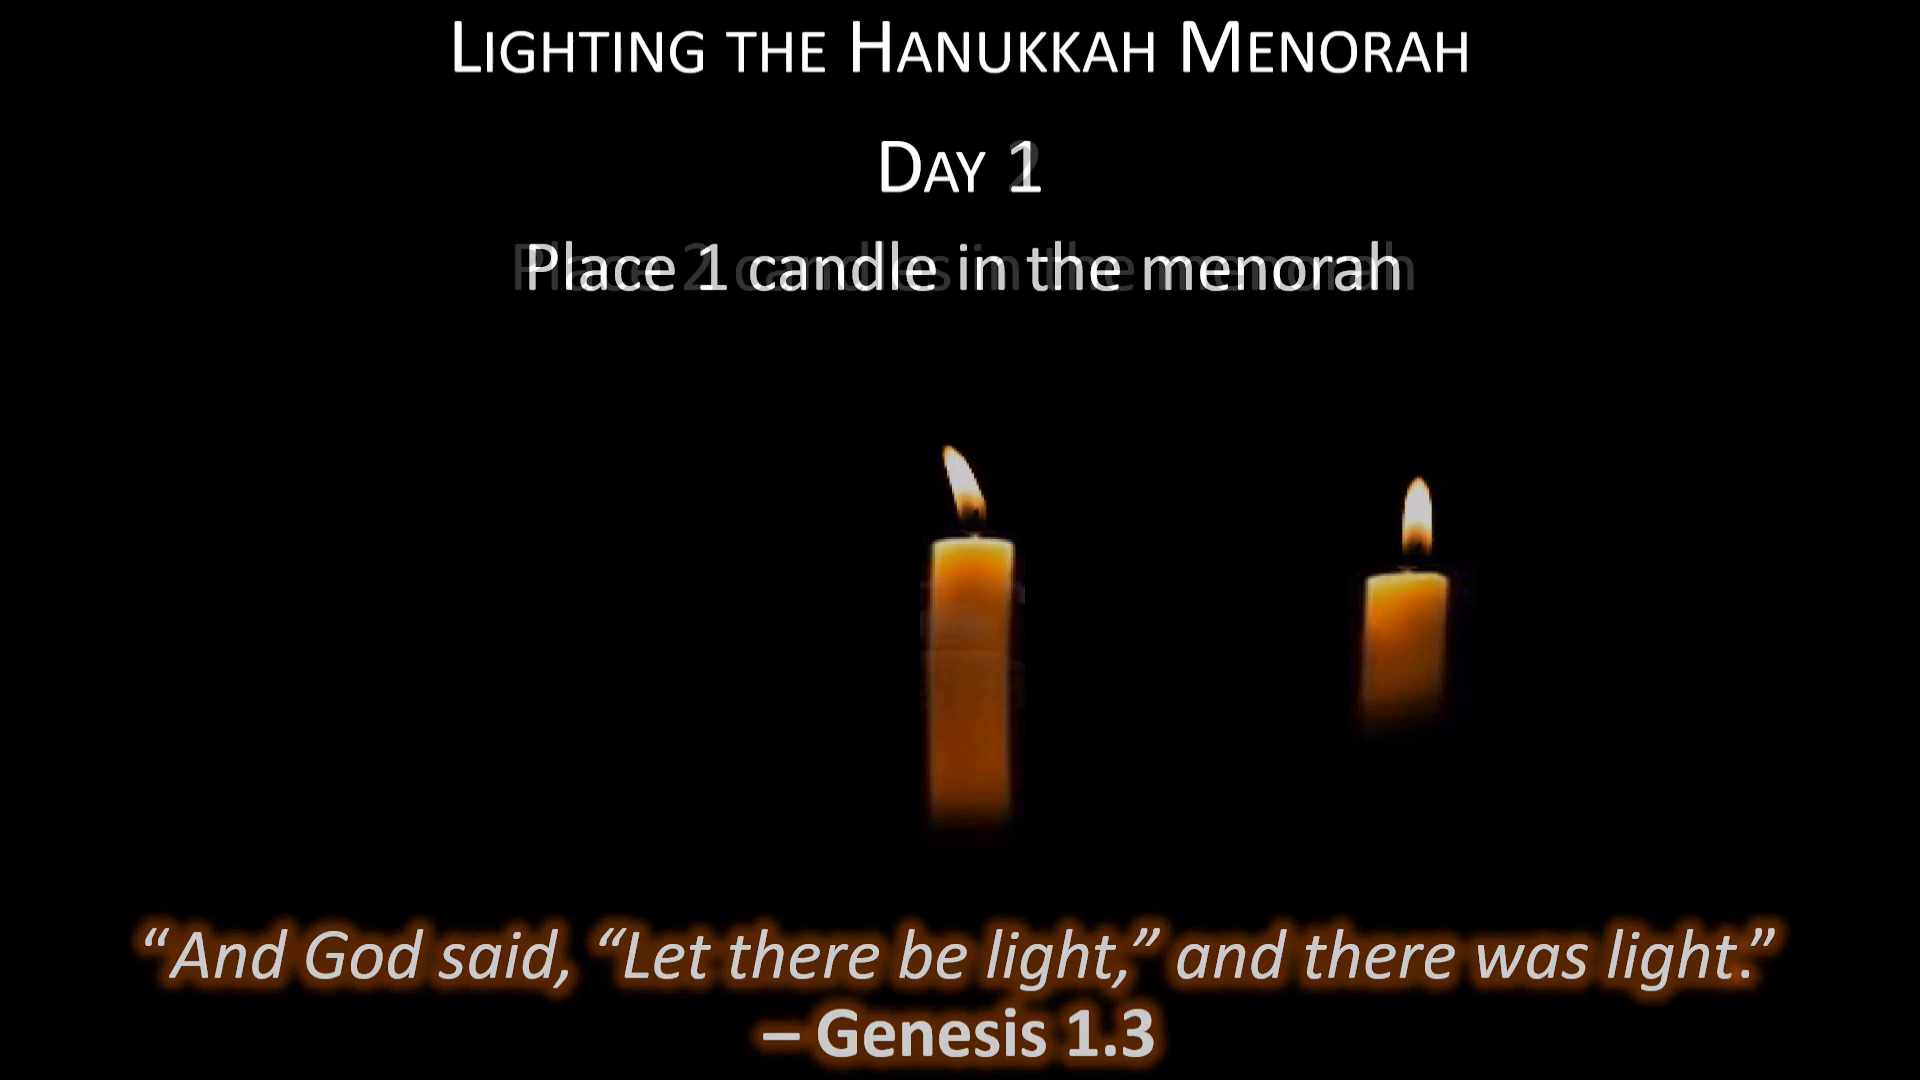 Lighting the Hanukkah Menorah
Day 1
Place 1 candle in the menorah
“And God said, “Let there be light,” and there was light.”
– Genesis 1.3